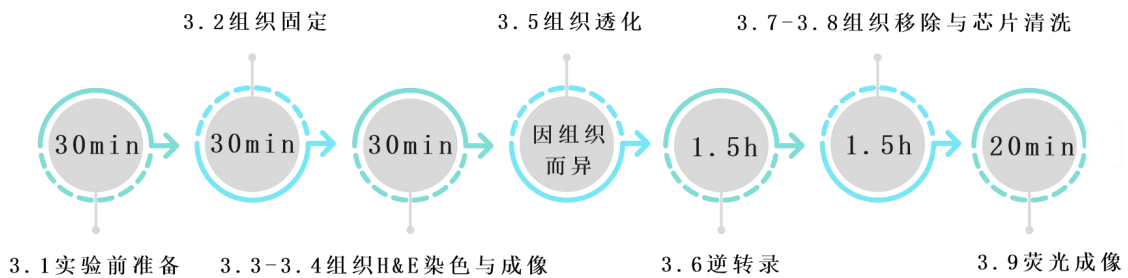 3.2组织固定
3.5组织透化
3.7-3.8组织移除与芯片清洗
30min
30min
30min
因组织
而异
1.5h
1.5h
20min
3.1实验前准备
3.3-3.4组织H&E染色与成像
3.6逆转录
3.9荧光成像